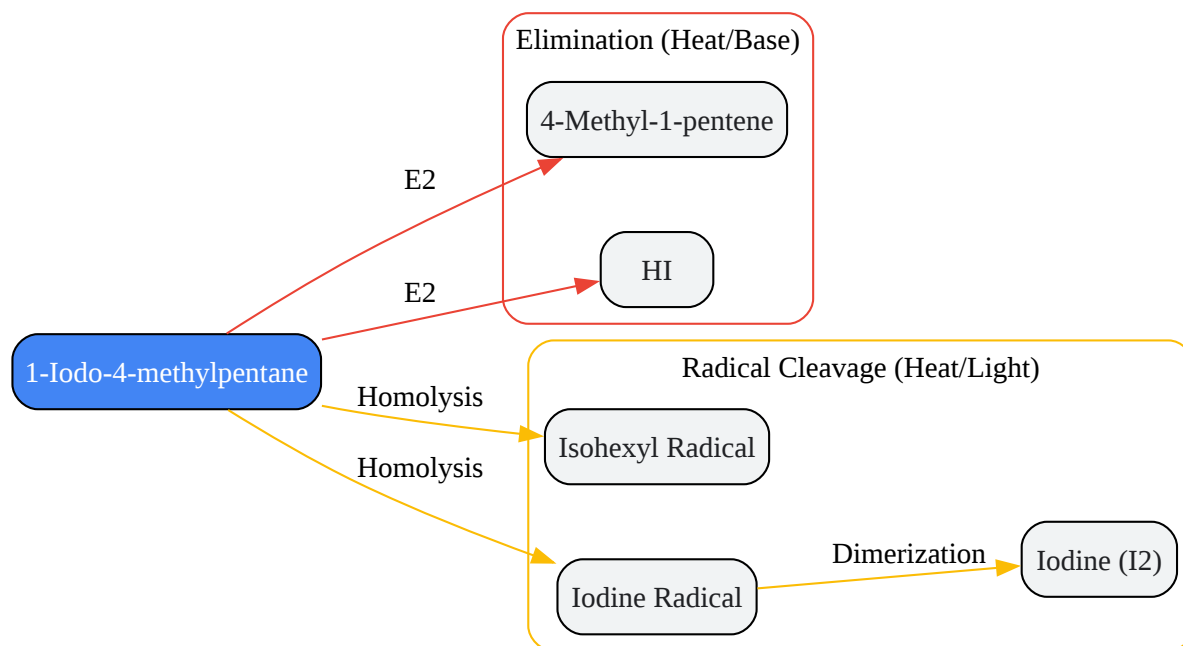 Elimination (Heat/Base)
4-Methyl-1-pentene
E2
HI
E2
1-Iodo-4-methylpentane
Radical Cleavage (Heat/Light)
Homolysis
Isohexyl Radical
Homolysis
Dimerization
Iodine (I2)
Iodine Radical